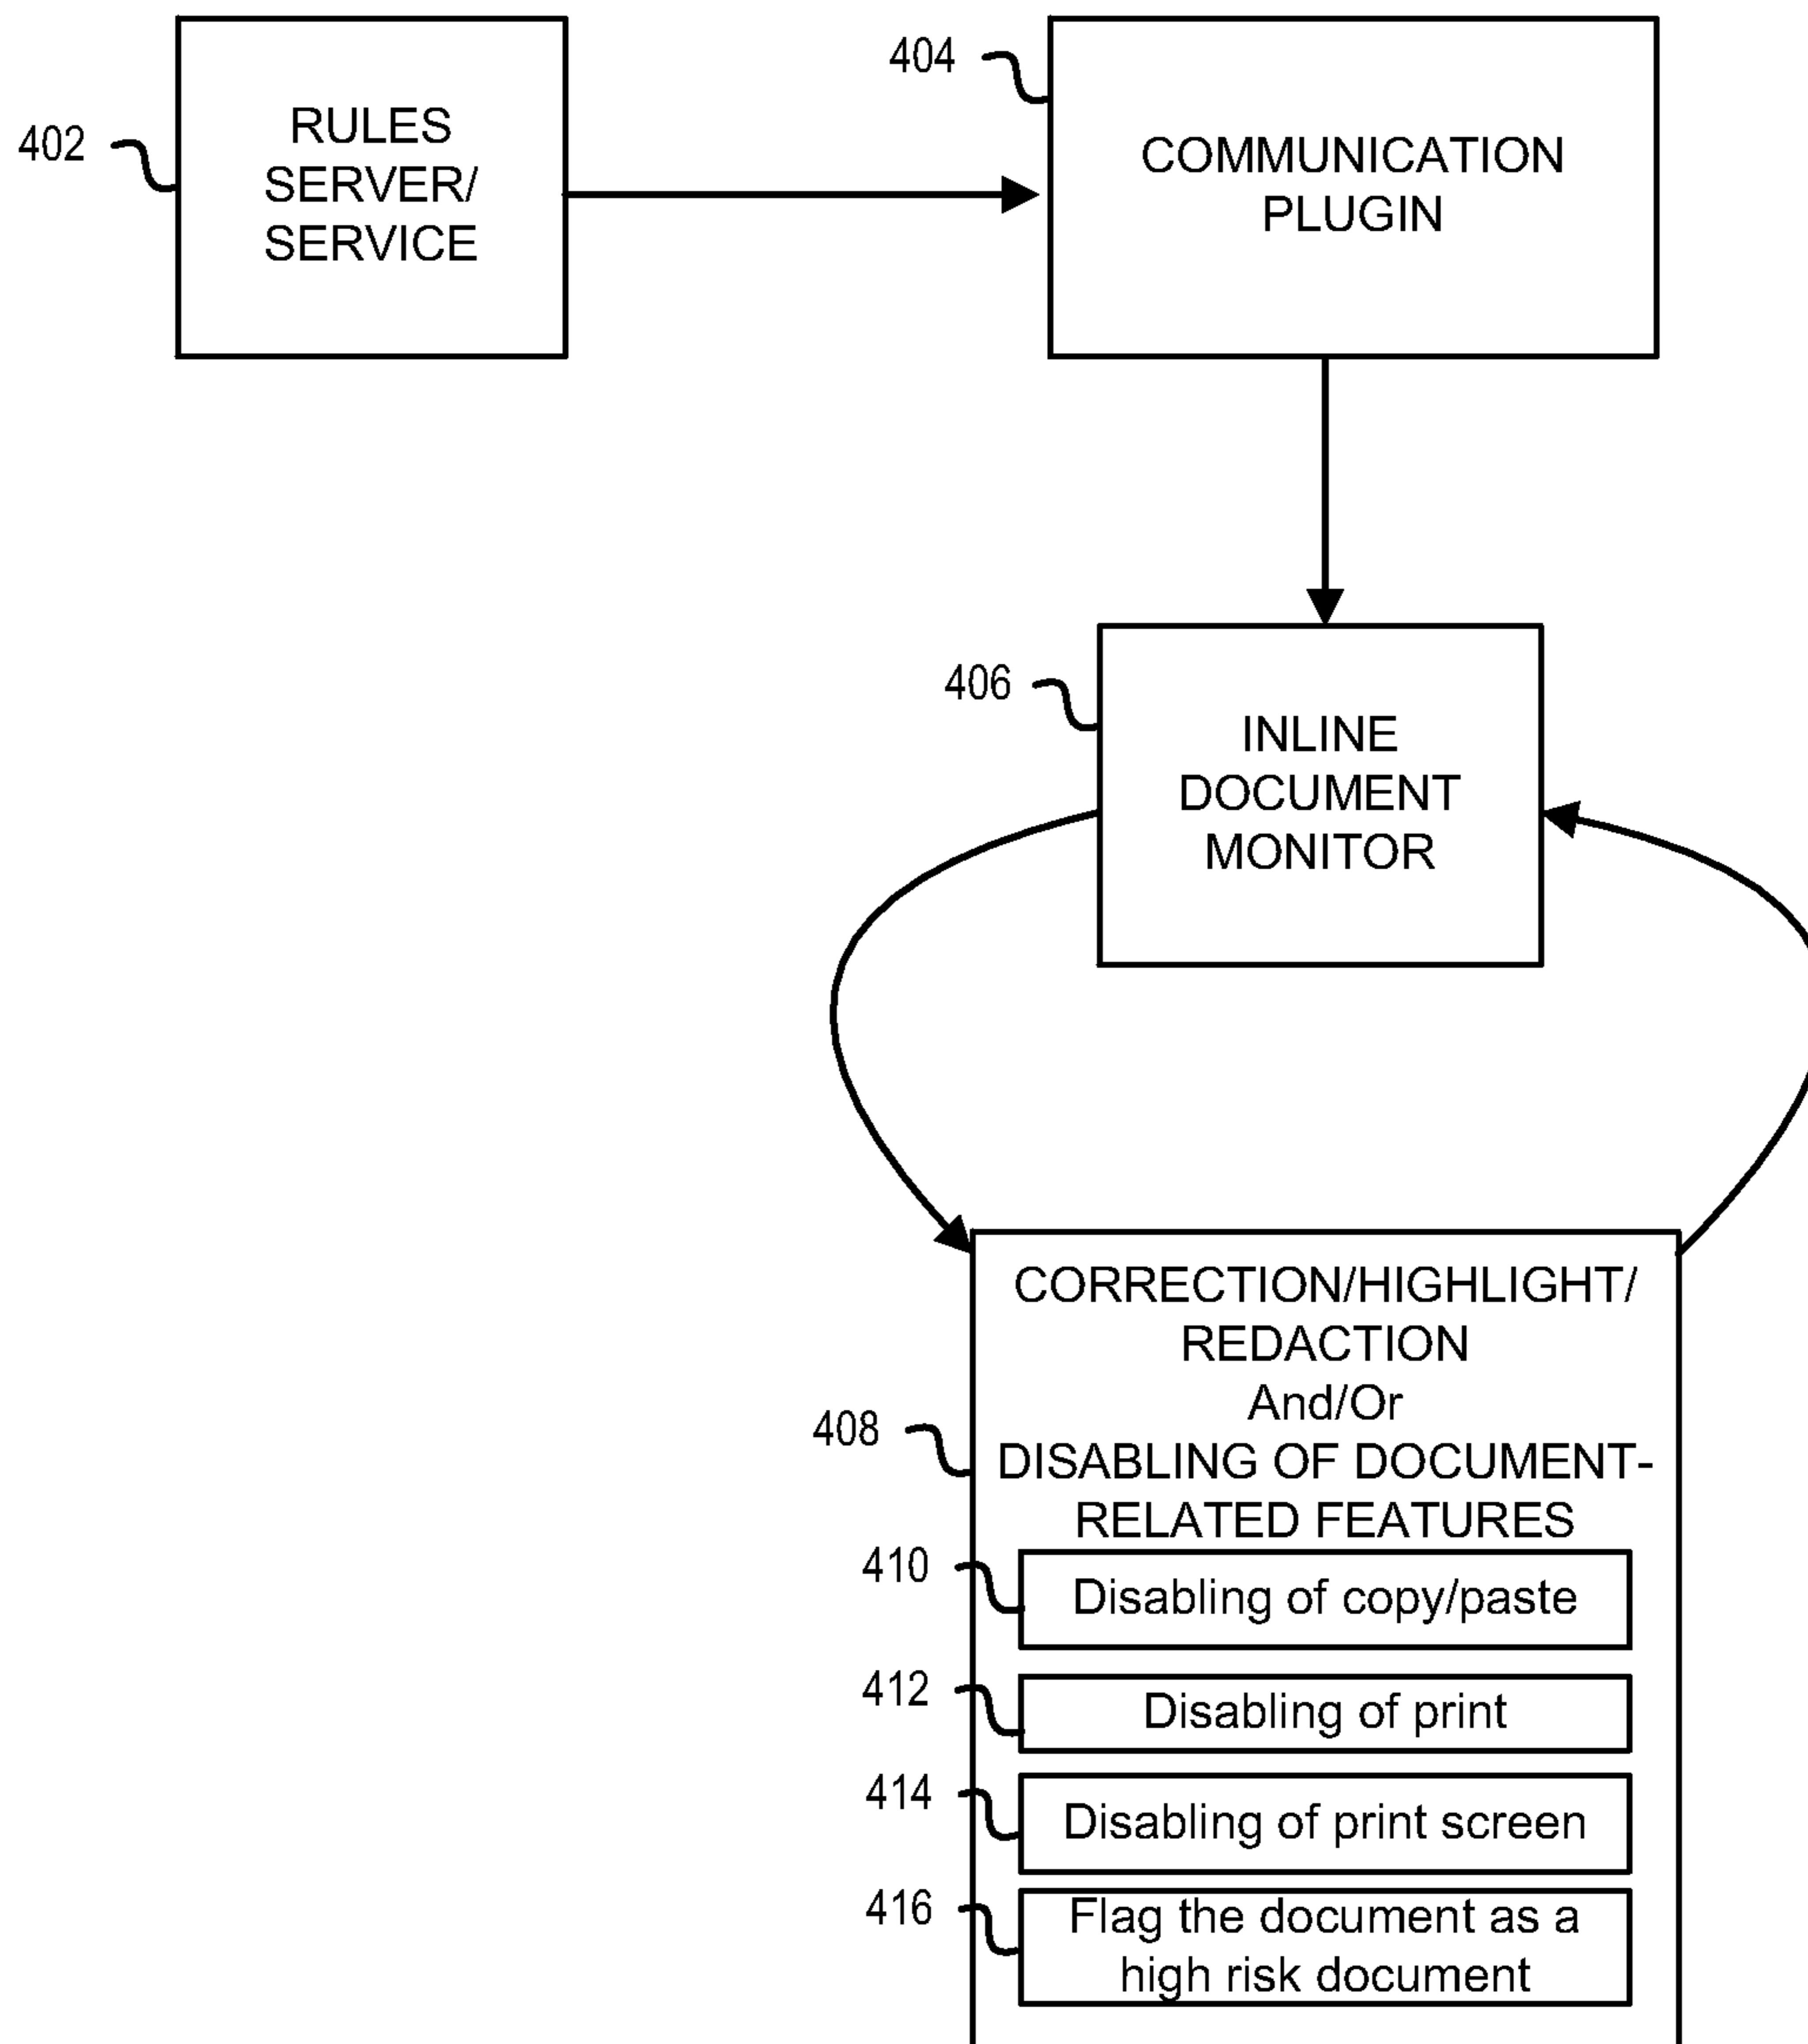 402
RULES
SERVER/
SERVICE
404
COMMUNICATION
PLUGIN
406
INLINE
DOCUMENT
MONITOR
408
CORRECTION/HIGHLIGHT/
REDACTION
And/Or
DISABLING OF DOCUMENT-
RELATED FEATURES
410
Disabling of copy/paste
412
Disabling of print
414
Disabling of print screen
416
Flag the document as a
high risk document